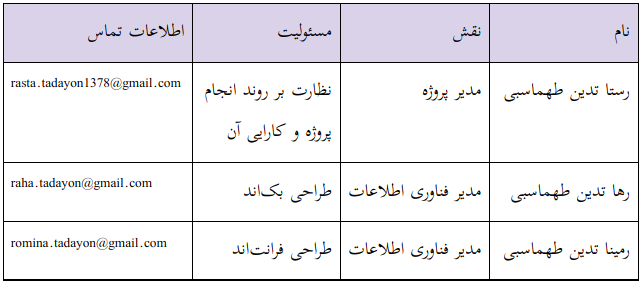 نام نقش مسئولیت اطلاعات تماس
رستا تدین طهماسبی مدیر پروژه نظارت بر روند انجام rasta.tadayon1378@gmail.com
پروژه و کارایی آن
رها تدین طهماسبی مدیر فناوری اطلاعات طراحی بک‌اند raha.tadayon@gmail.com
رمینا تدین طهماسبی مدیر فناوری اطلاعات طراحی فرانت‌اند romina.tadayon@gmail.com